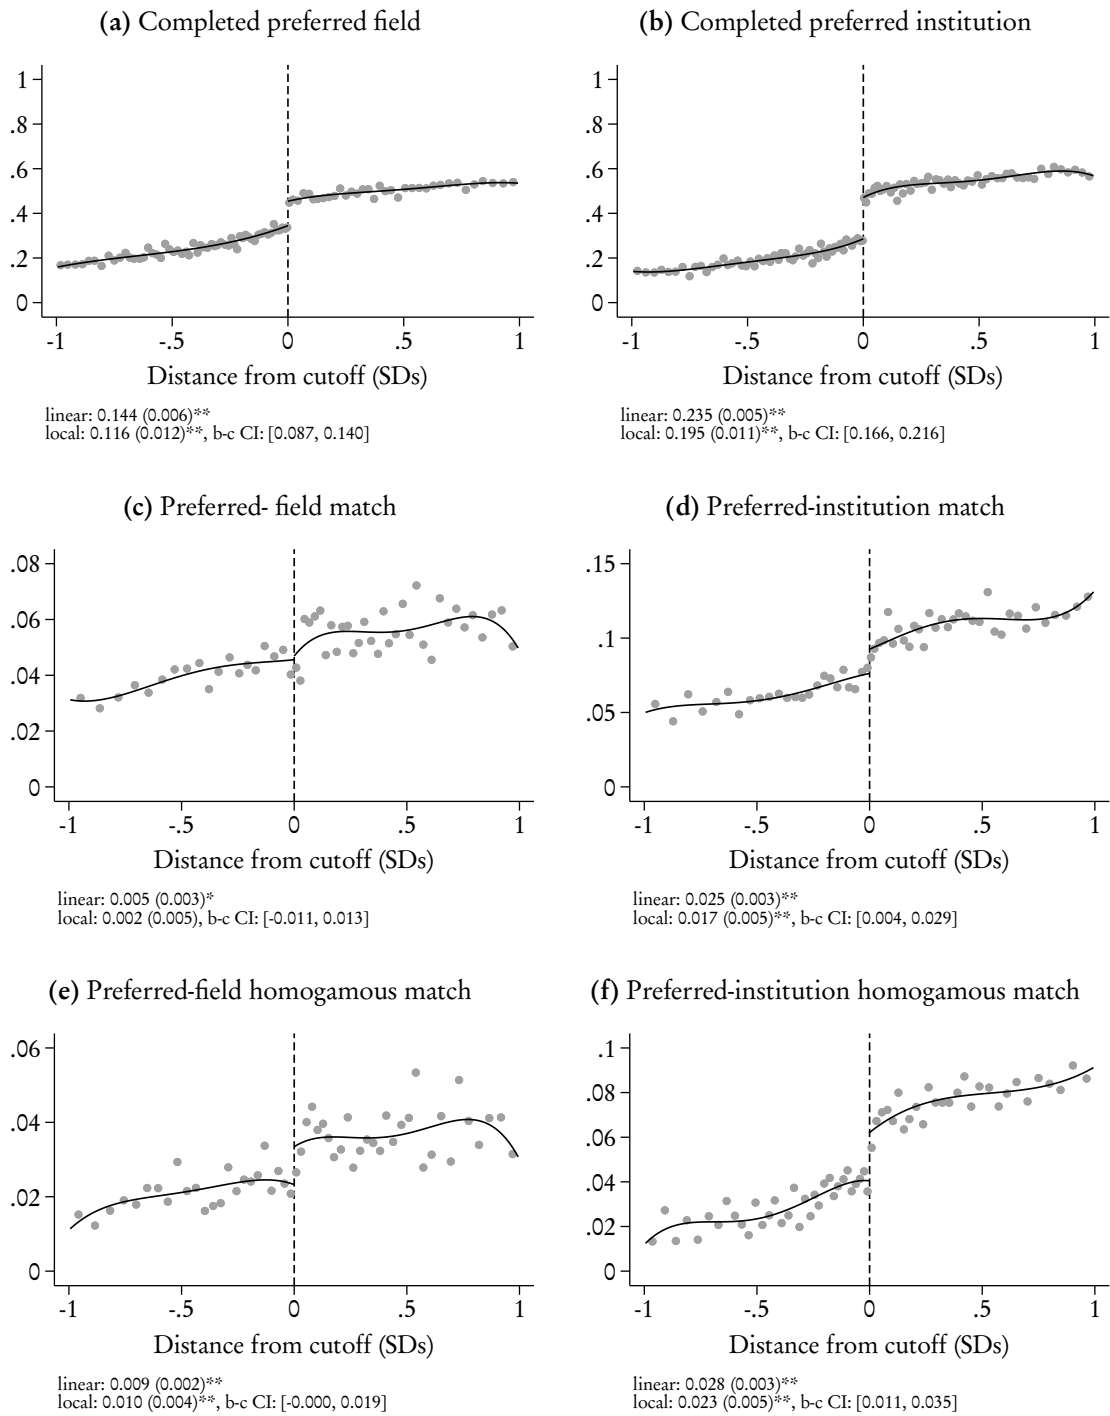 (a) Completed preferred field
1
.8
.6
.4
.2
0
-1 -.5 0 .5 1
Distance from cutoff (SDs)
linear: 0.144 (0.006)**
local: 0.116 (0.012)**, b-c CI: [0.087, 0.140]
(b) Completed preferred institution
1
.8
.6
.4
.2
0
-1 -.5 0 .5 1
Distance from cutoff (SDs)
linear: 0.235 (0.005)**
local: 0.195 (0.011)**, b-c CI: [0.166, 0.216]
(c) Preferred- field match
.08
.06
.04
.02
0
-1 -.5 0 .5 1
Distance from cutoff (SDs)
linear: 0.005 (0.003)*
local: 0.002 (0.005), b-c CI: [-0.011, 0.013]
(d) Preferred-institution match
.15
.1
.05
0
-1 -.5 0 .5 1
Distance from cutoff (SDs)
linear: 0.025 (0.003)**
local: 0.017 (0.005)**, b-c CI: [0.004, 0.029]
(e) Preferred-field homogamous match
.06
.04
.02
0
-1 -.5 0 .5 1
Distance from cutoff (SDs)
linear: 0.009 (0.002)**
local: 0.010 (0.004)**, b-c CI: [-0.000, 0.019]
(f) Preferred-institution homogamous match
.1
.08
.06
.04
.02
0
-1 -.5 0 .5 1
Distance from cutoff (SDs)
linear: 0.028 (0.003)**
local: 0.023 (0.005)**, b-c CI: [0.011, 0.035]